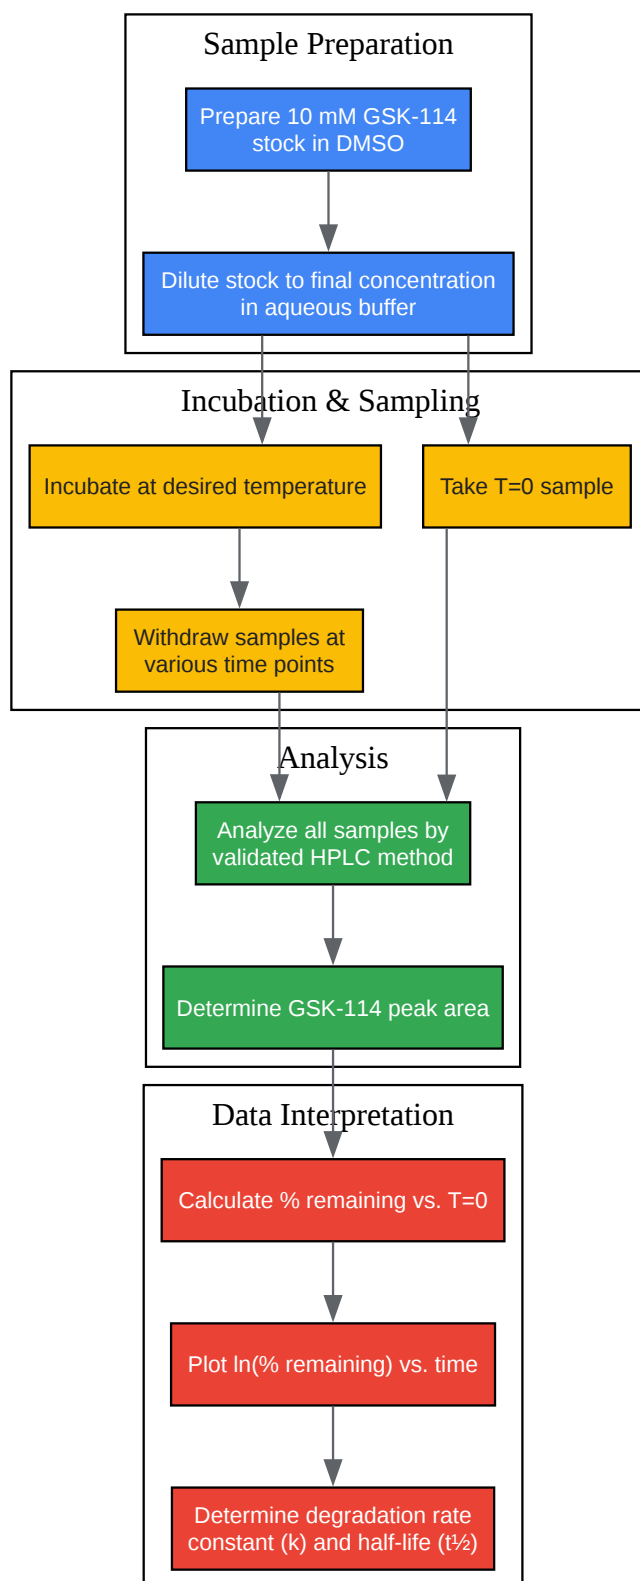 Sample Preparation
Prepare 10 mM GSK-114
stock in DMSO
Dilute stock to final concentration
in aqueous buffer
Incubation & Sampling
Incubate at desired temperature
Take T=0 sample
Withdraw samples at
various time points
Analysis
Analyze all samples by
validated HPLC method
Determine GSK-114 peak area
Data Interpretation
Calculate % remaining vs. T=0
Plot ln(% remaining) vs. time
Determine degradation rate
constant (k) and half-life (t½)